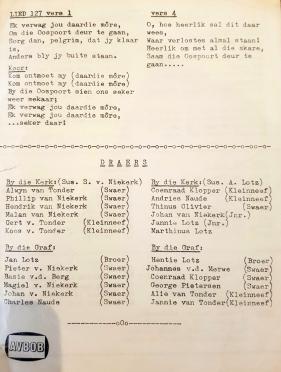 LIED 127 vers 1
Ek verwag jou daardie môre,
Om die Oospoort deur te gaan,
Sorg dan, pelgrim, dat jy klaar
is,
Anders bly jy buite staan.
Koor:
Kom ontmoet my (daardie môre)
Kom ontmoet my (daardie môre)
By die Oospoort sien ons seker
weer mekaar;
Ek verwag jou daardie môre,
Ek verwag jou daardie môre,
...seker daar!
vers 4
O, hoe heerlik sal dit daar
wees,
Waar verlostes almal staan!
Heerlik om met al die skare,
Saam die Oospoort deur te
gaan.....
DRAERS
By die Kerk:(Sus. S. v. Niekerk)
Alwyn van Tonder (Swaer)
Phillip van Niekerk (Swaer)
Hendrik van Niekerk (Swaer)
Malan van Niekerk (Swaer)
Gert v. Tonder (Kleinneef)
Koos v. Tonder (Kleinneef)
By die Graf:
Jan Lotz (Broer)
Pieter v. Niekerk (Swaer)
Basie v.d. Berg (Swaer)
Magiel v. Niekerk (Swaer)
Johan v. Niekerk (Swaer)
Charles Naude (Swaer)
By die Kerk:(Sus. A. Lotz)
Coenraad Klopper (Kleinneef)
Andries Naude (Kleinneef)
Thinus Olivier (Swaer)
Johan van Niekerk(Jnr.)
Jannie Lotz (Jnr.)
Marthinus Lotz
By die Graf:
Hentie Lotz (Broer)
Johannes v.d. Merwe (Swaer)
Coenraad Klopper (Swaer)
George Pietersen (Swaer)
Alie van Tonder (Kleinneef)
Jannie van Tonder(Kleinneef)
-----------oOo-----------
AVBOB